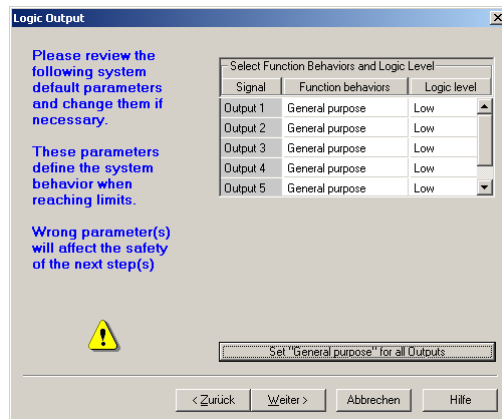 Logic Output
Please review the
following system
default parameters
and change them if
necessary.
These parameters
define the system
behavior when
reaching limits.
Wrong parameter(s)
will affect the safety
of the next step(s)
Select Function Behaviors and Logic Level
Signal Function behaviors Logic level
Output 1 General purpose Low
Output 2 General purpose Low
Output 3 General purpose Low
Output 4 General purpose Low
Output 5 General purpose Low
Set "General purpose" for all Outputs
< Zurück Weiter > Abbrechen Hilfe